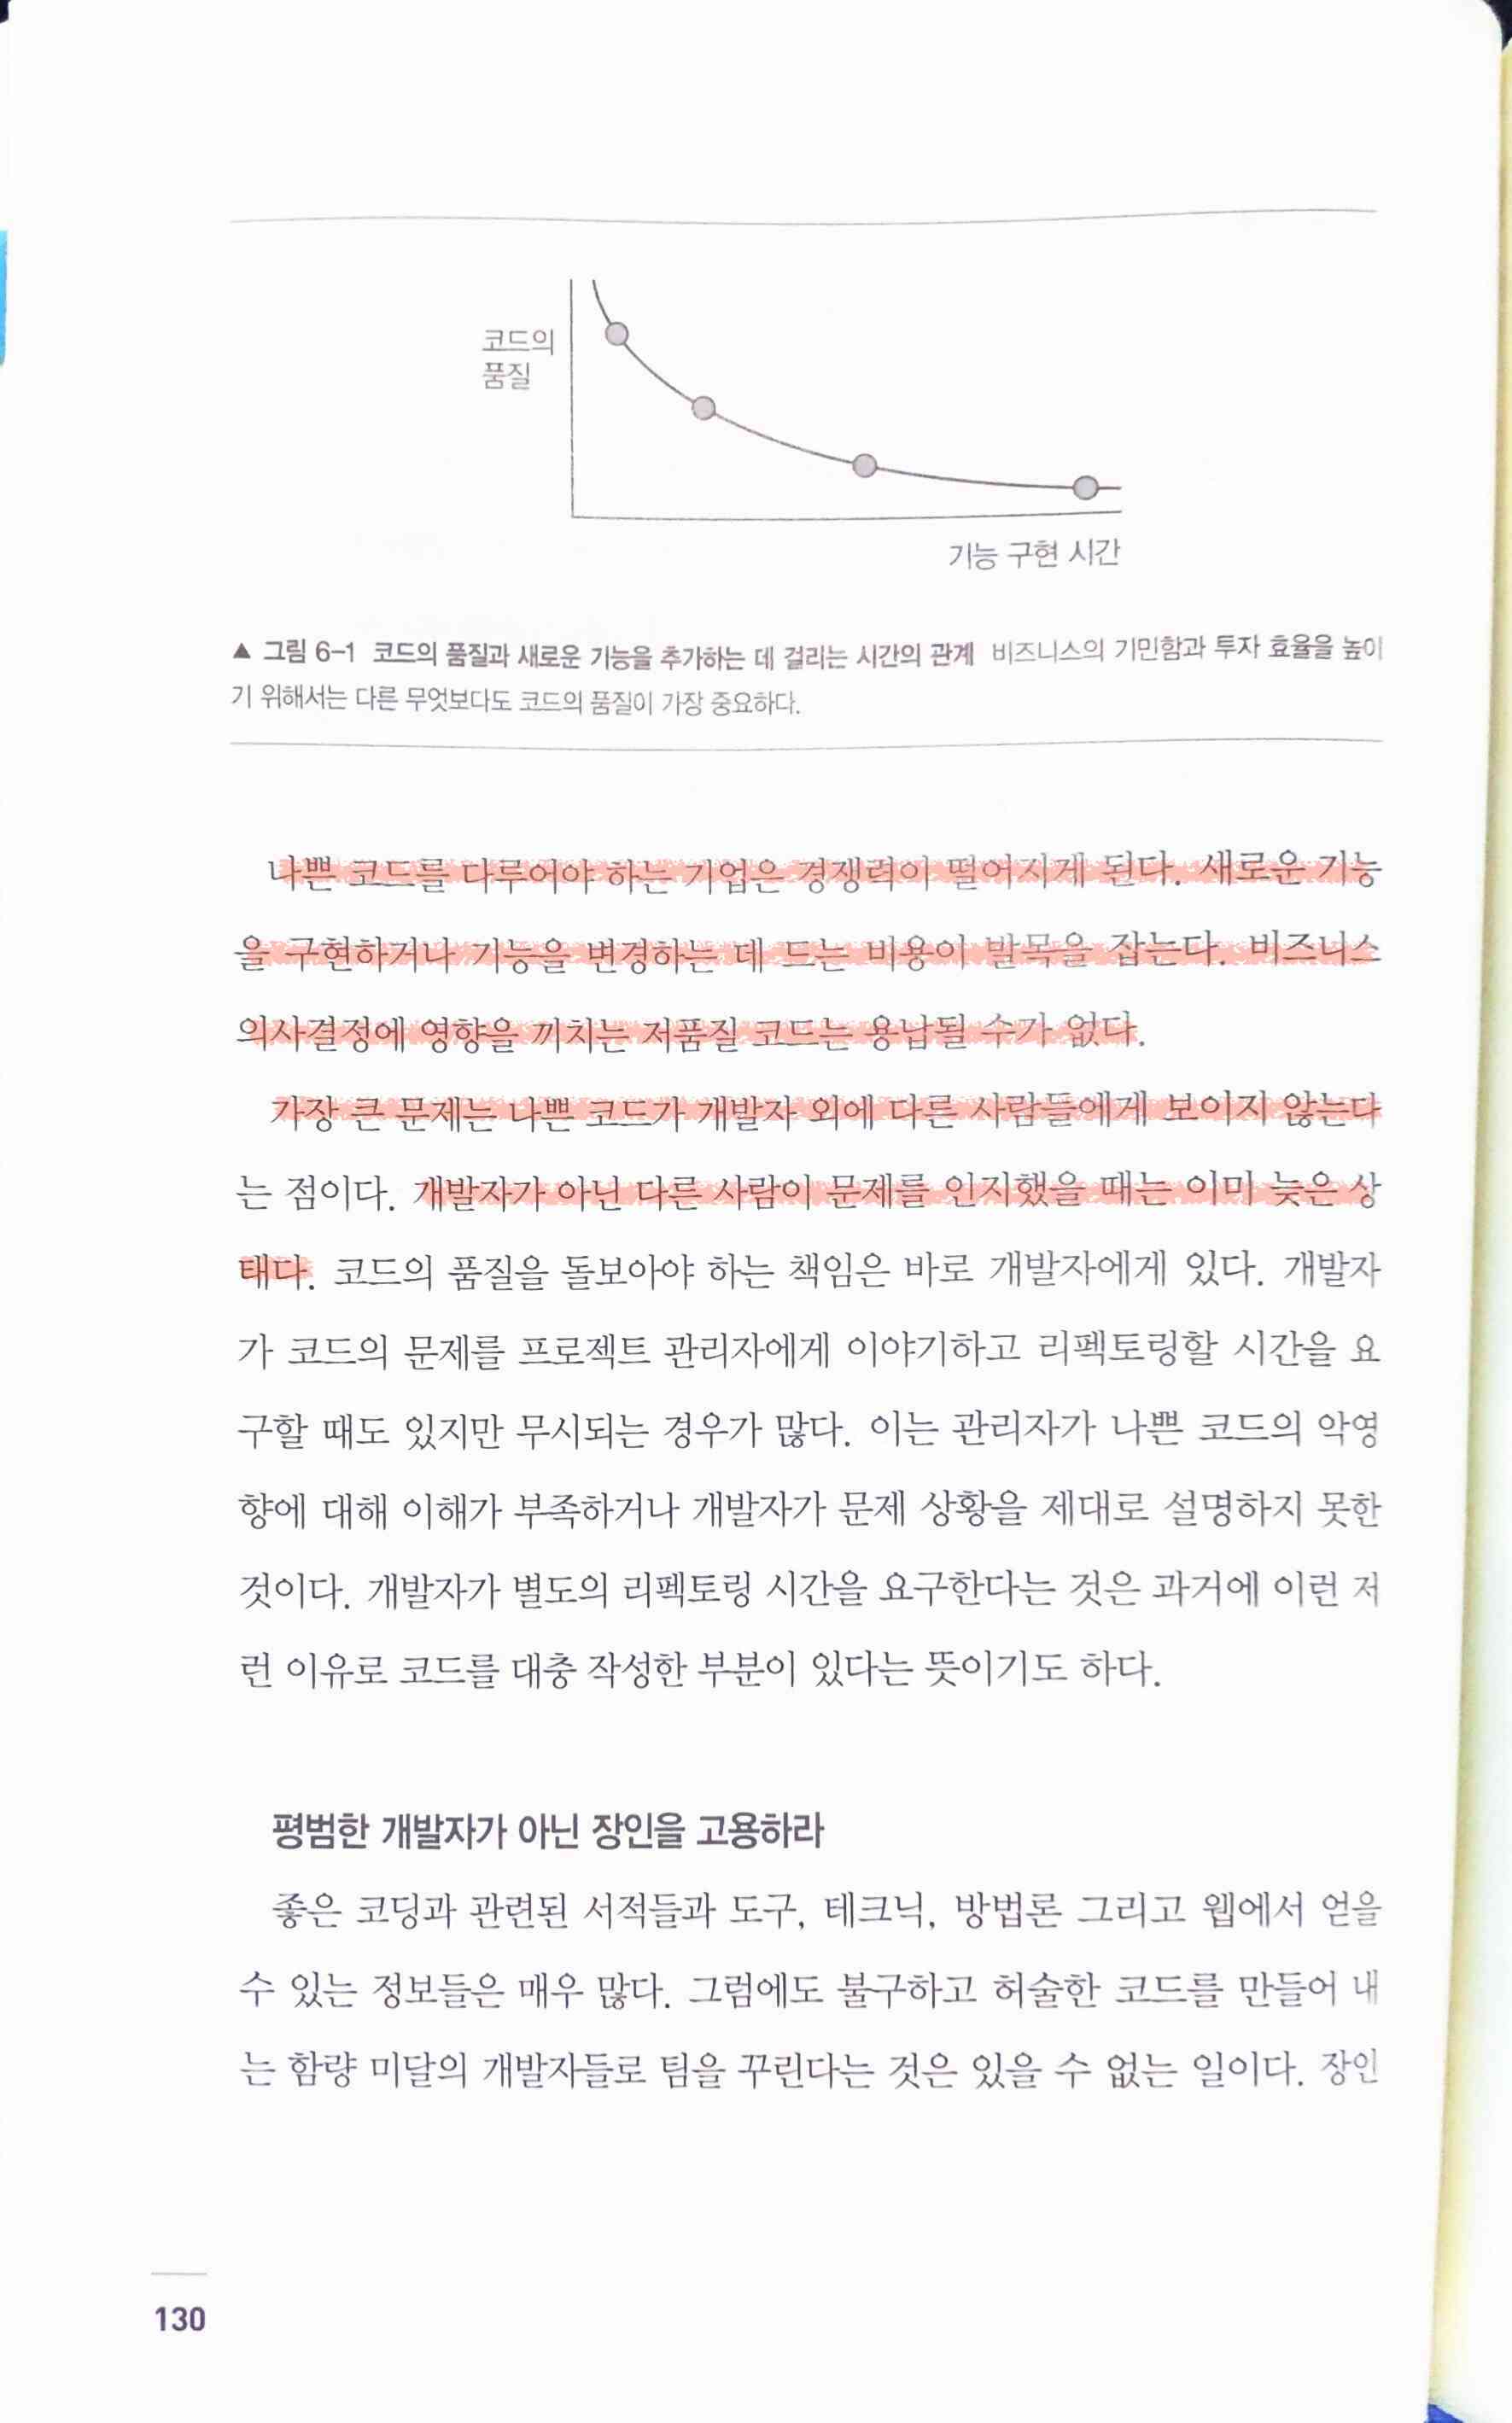 코드의
품질
기능 구현 시간
▲ 그림 6-1 코드의 품질과 새로운 기능을 추가하는 데 걸리는 시간의 관계 비즈니스의 기민함과 투자 효율을 높이
기 위해서는 다른 무엇보다도 코드의 품질이 가장 중요하다.
나쁜 코드를 다루어야 하는 기업은 경쟁력이 떨어지게 된다. 새로운 기능
을 구현하거나 기능을 변경하는 데 드는 비용이 발목을 잡는다. 비즈니스
의사결정에 영향을 끼치는 저품질 코드는 용납될 수가 없다.
가장 큰 문제는 나쁜 코드가 개발자 외에 다른 사람들에게 보이지 않는다
는 점이다. 개발자가 아닌 다른 사람이 문제를 인지했을 때는 이미 늦은 상
태다. 코드의 품질을 돌보아야 하는 책임은 바로 개발자에게 있다. 개발자
가 코드의 문제를 프로젝트 관리자에게 이야기하고 리펙토링할 시간을 요
구할 때도 있지만 무시되는 경우가 많다. 이는 관리자가 나쁜 코드의 악영
향에 대해 이해가 부족하거나 개발자가 문제 상황을 제대로 설명하지 못한
것이다. 개발자가 별도의 리펙토링 시간을 요구한다는 것은 과거에 이런 저
런 이유로 코드를 대충 작성한 부분이 있다는 뜻이기도 하다.
평범한 개발자가 아닌 장인을 고용하라
좋은 코딩과 관련된 서적들과 도구, 테크닉, 방법론 그리고 웹에서 얻을
수 있는 정보들은 매우 많다. 그럼에도 불구하고 허술한 코드를 만들어 내
는 함량 미달의 개발자들로 팀을 꾸린다는 것은 있을 수 없는 일이다. 장인
130